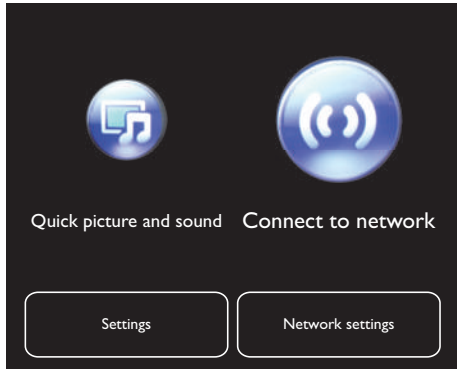 Quick picture and sound
Connect to network
Settings
Network settings